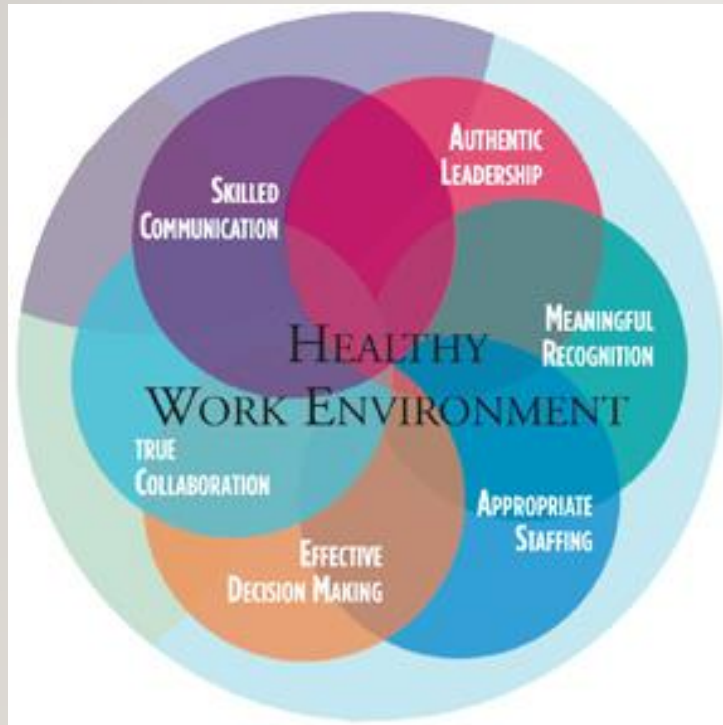 AUTHENTIC
LEADERSHIP
SKILLED
COMMUNICATION
MEANINGFUL
RECOGNITION
HEALTHY
WORK ENVIRONMENT
TRUE
COLLABORATION
APPROPRIATE
STAFFING
EFFECTIVE
DECISION MAKING